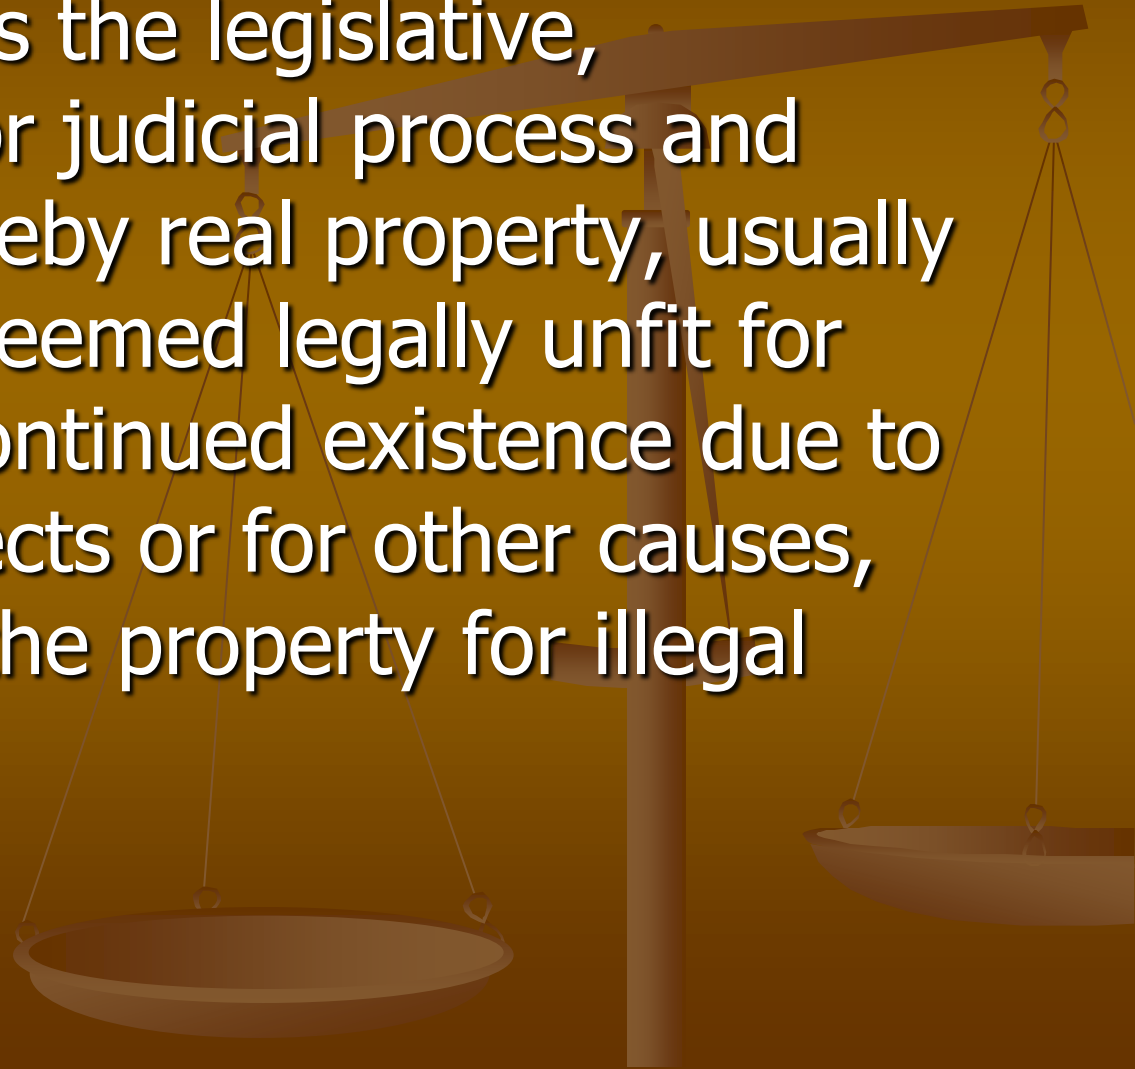 s the legislative,
or judicial process and
eby real property, usually
eemed legally unfit for
ontinued existence due to
ects or for other causes,
he property for illegal